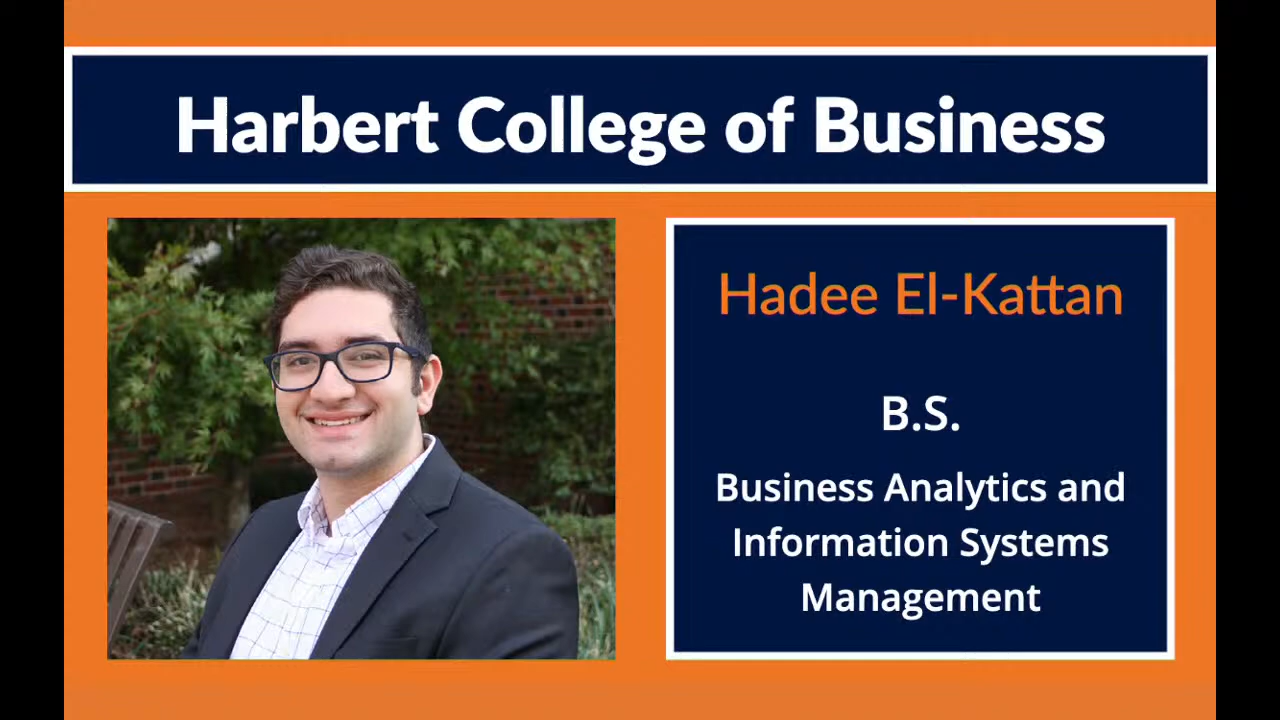 Harbert College of Business
Hadee El-Kattan
B.S.
Business Analytics and
Information Systems
Management